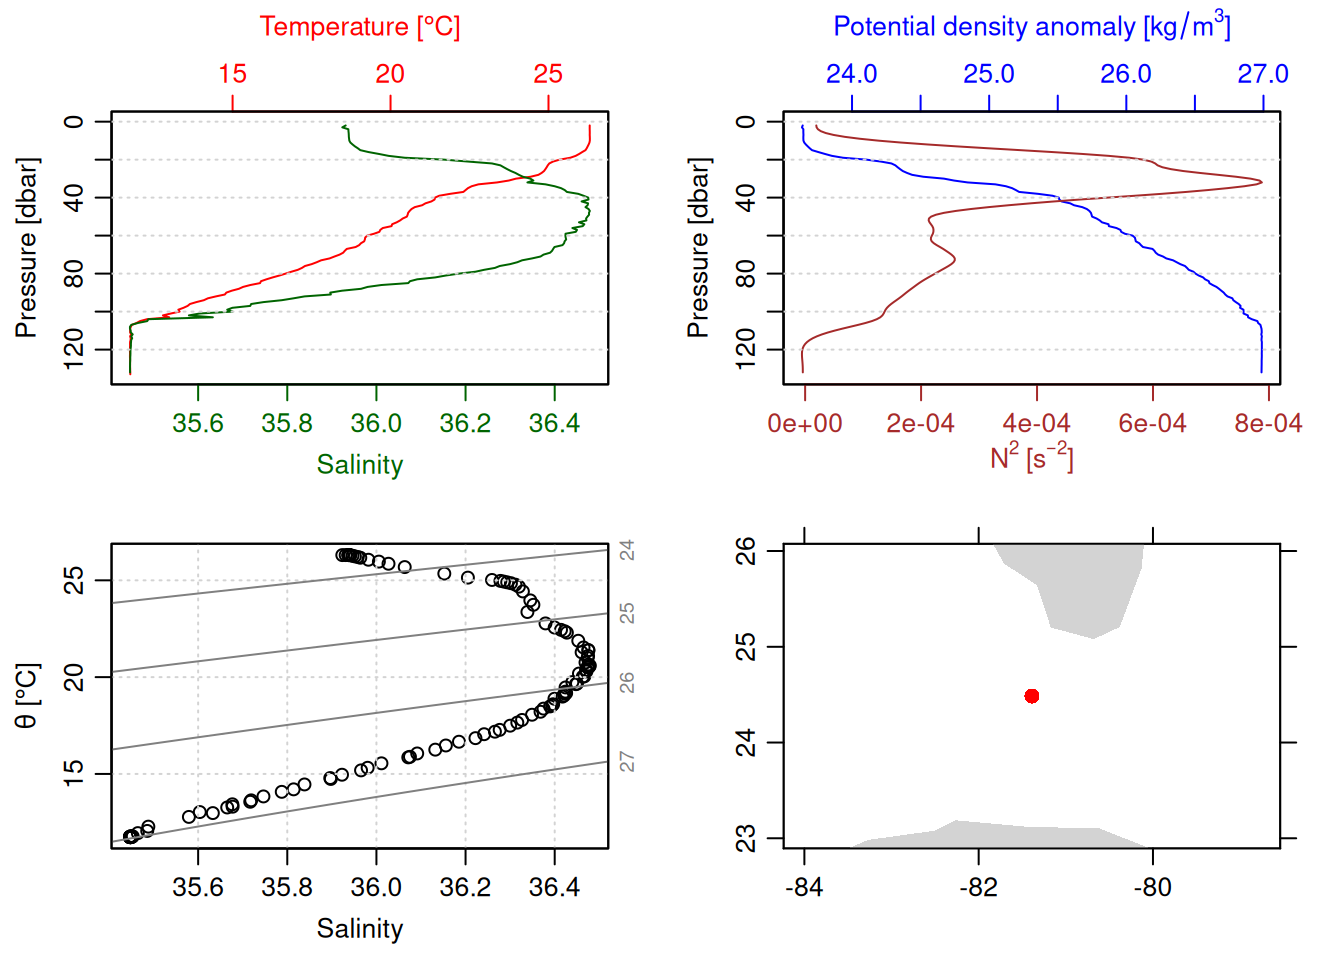 Temperature [°C]
15 20 25
Pressure [dbar]
0 40 80 120
35.6 35.8 36.0 36.2 36.4
Salinity
Potential density anomaly [kg/m³]
24.0 25.0 26.0 27.0
Pressure [dbar]
0 40 80 120
0e+00 2e-04 4e-04 6e-04 8e-04
N² [s⁻²]
θ [°C]
15 20 25
24
25
26
27
35.6 35.8 36.0 36.2 36.4
Salinity
23 24 25 26
-84 -82 -80